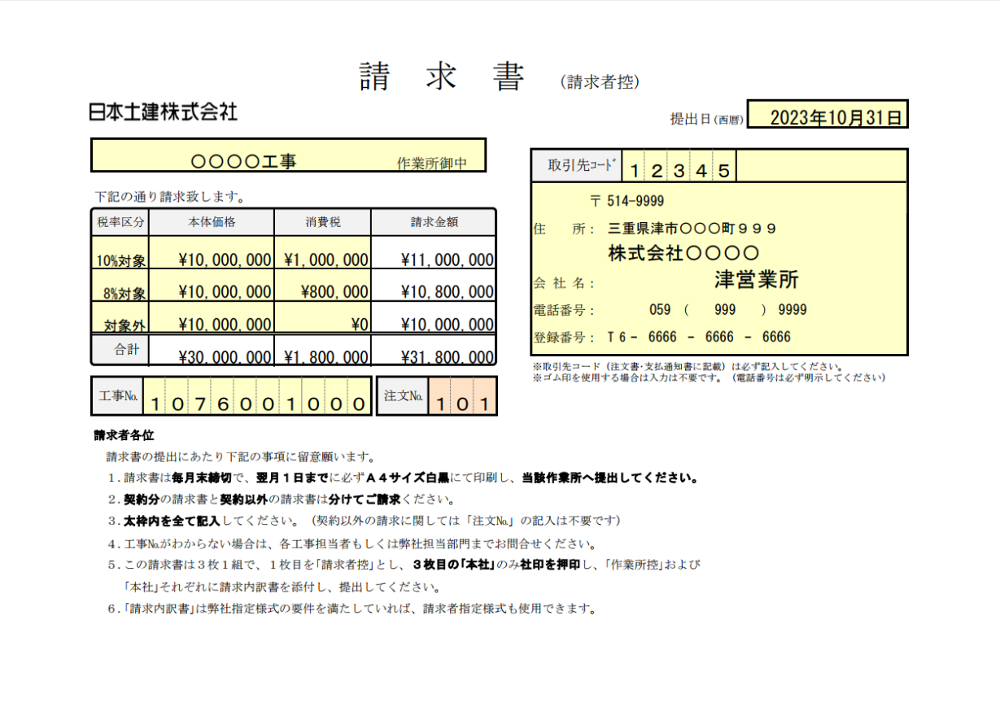 請 求 書 (請求者控)
日本土建株式会社
提出日(西暦) 2023年10月31日
〇〇〇〇工事 作業所御中
取引先ｺｰﾄﾞ 1 2 3 4 5
下記の通り請求致します。
〒 514-9999
税率区分 本体価格 消費税 請求金額
住 所： 三重県津市〇〇〇町９９９
10%対象 ¥10,000,000 ¥1,000,000 ¥11,000,000
株式会社〇〇〇〇
会 社 名： 津営業所
8%対象 ¥10,000,000 ¥800,000 ¥10,800,000
電話番号： 059 ( 999 ) 9999
対象外 ¥10,000,000 ¥0 ¥10,000,000
登録番号： T 6 - 6666 - 6666 - 6666
合計 ¥30,000,000 ¥1,800,000 ¥31,800,000
※取引先コード（注文書･支払通知書に記載）は必ず記入してください。
※ゴム印を使用する場合は入力は不要です。（電話番号は必ず明示してください）
工事№ 1 0 7 6 0 0 1 0 0 0 注文№ 1 0 1
請求者各位
請求書の提出にあたり下記の事項に留意願います。
１. 請求書は毎月末締切で、翌月１日までに必ずＡ４サイズ白黒にて印刷し、当該作業所へ提出してください。
２. 契約分の請求書と契約以外の請求書は分けてご請求ください。
３. 太枠内を全て記入してください。（契約以外の請求に関しては「注文№」の記入は不要です）
４. 工事№がわからない場合は、各工事担当者もしくは弊社担当部門までお問合せください。
５. この請求書は３枚１組で、１枚目を｢請求者控｣とし、３枚目の｢本社｣のみ社印を押印し、｢作業所控｣および
｢本社｣それぞれに請求内訳書を添付し、提出してください。
６. ｢請求内訳書｣は弊社指定様式の要件を満たしていれば、請求者指定様式も使用できます。